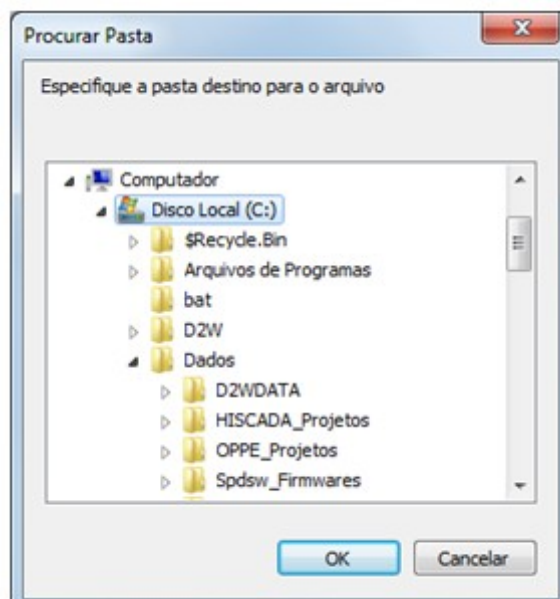 Procurar Pasta
Especifique a pasta destino para o arquivo
Computador
Disco Local (C:)
$Recycle.Bin
Arquivos de Programas
bat
D2W
Dados
D2WDATA
HISCADA_Projetos
OPPE_Projetos
Spdsw_Firmwares
OK
Cancelar